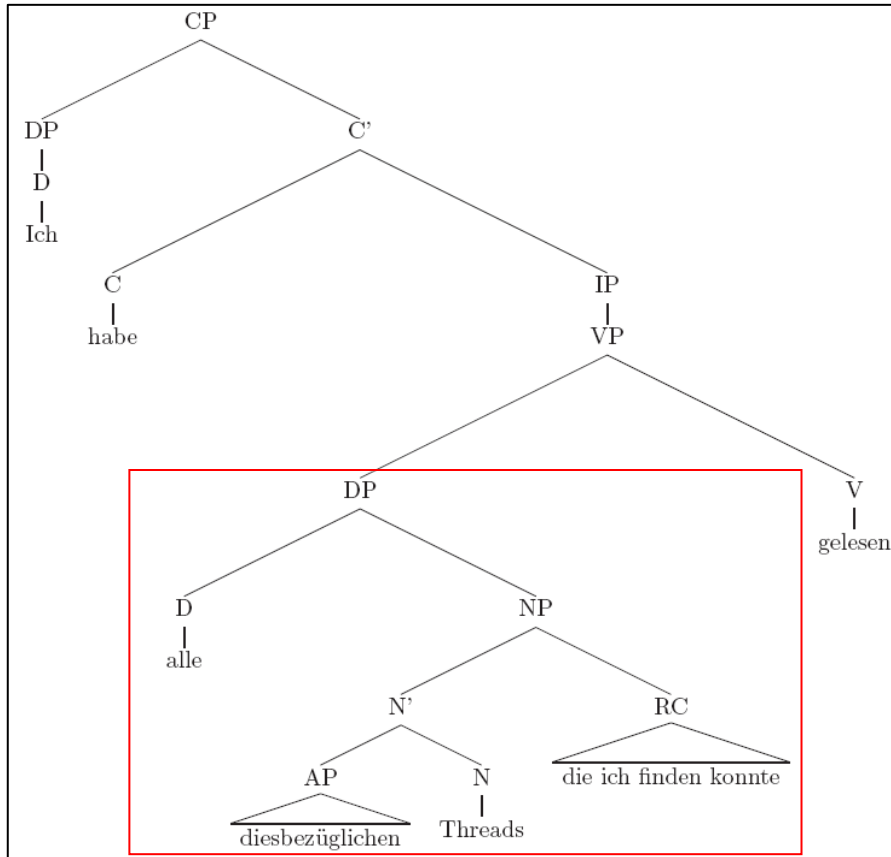 CP
DP C'
D
Ich
C IP
habe VP
DP V
gelesen
D NP
alle
N' RC
AP N die ich finden konnte
diesbezüglichen Threads